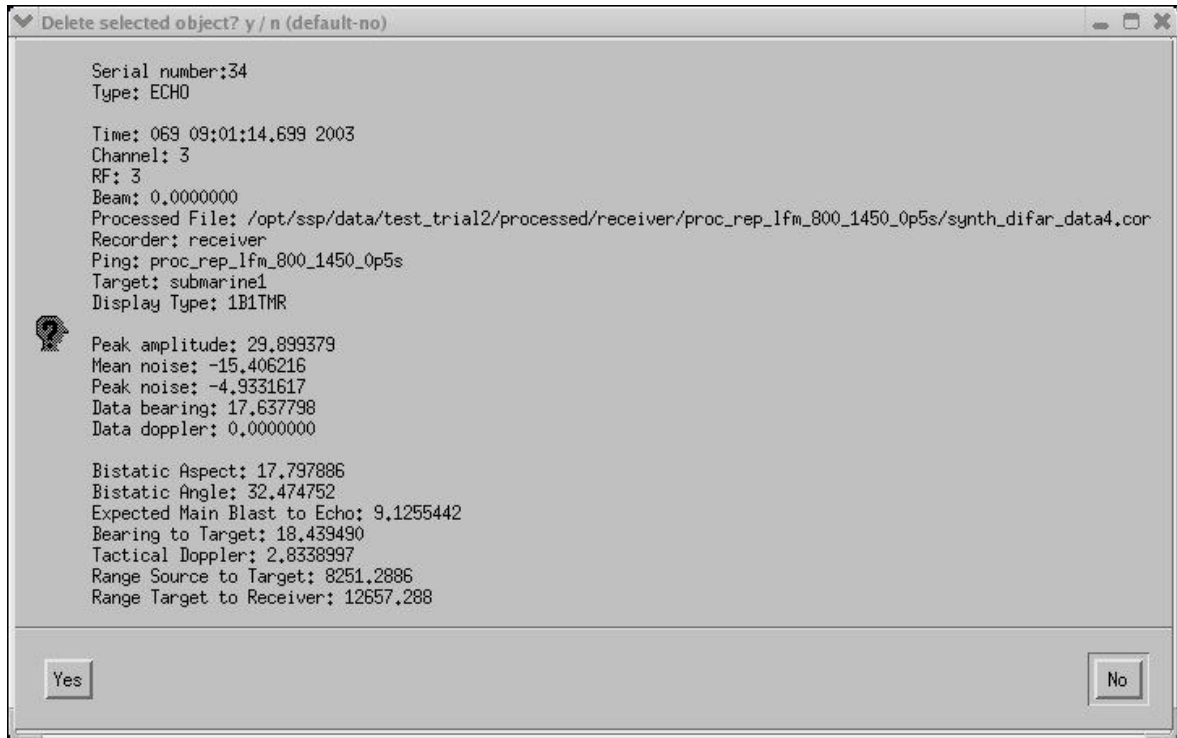 Delete selected object? y / n (default-no)
Serial number:34
Type: ECHO
Time: 069 09:01:14.699 2003
Channel: 3
RF: 3
Beam: 0.0000000
Processed File: /opt/ssp/data/test_trial2/processed/receiver/proc_rep_lfm_800_1450_0p5s/synth_difar_data4.cor
Recorder: receiver
Ping: proc_rep_lfm_800_1450_0p5s
Target: submarine1
Display Type: 1B1TMR
Peak amplitude: 29.899379
Mean noise: -15.406216
Peak noise: -4.9331617
Data bearing: 17.637798
Data doppler: 0.0000000
Bistatic Aspect: 17.797886
Bistatic Angle: 32.474752
Expected Main Blast to Echo: 9.1255442
Bearing to Target: 18.439490
Tactical Doppler: 2.8338997
Range Source to Target: 8251.2886
Range Target to Receiver: 12657.288
Yes
No